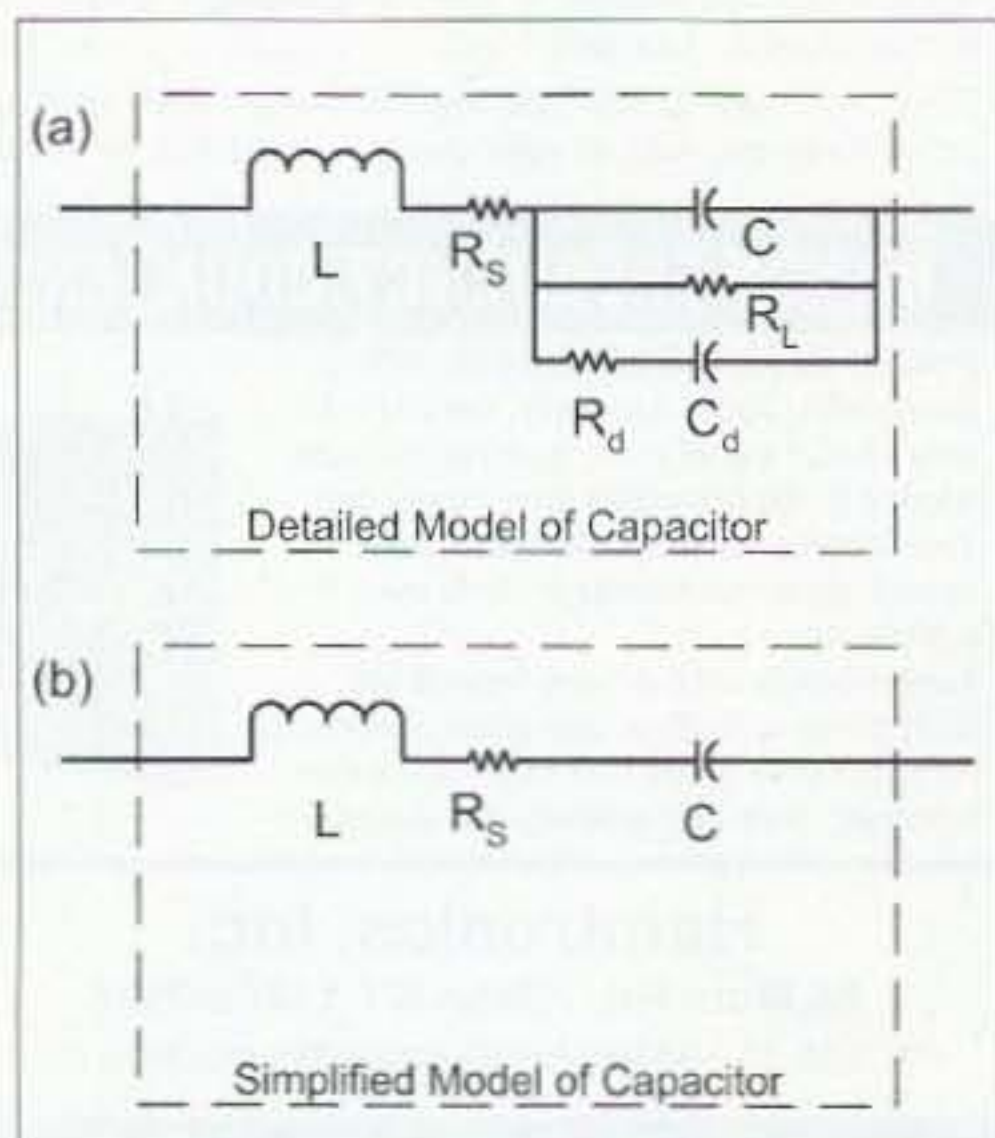 (a)
L
R_S
C
R_L
R_d
C_d
Detailed Model of Capacitor
(b)
L
R_S
C
Simplified Model of Capacitor